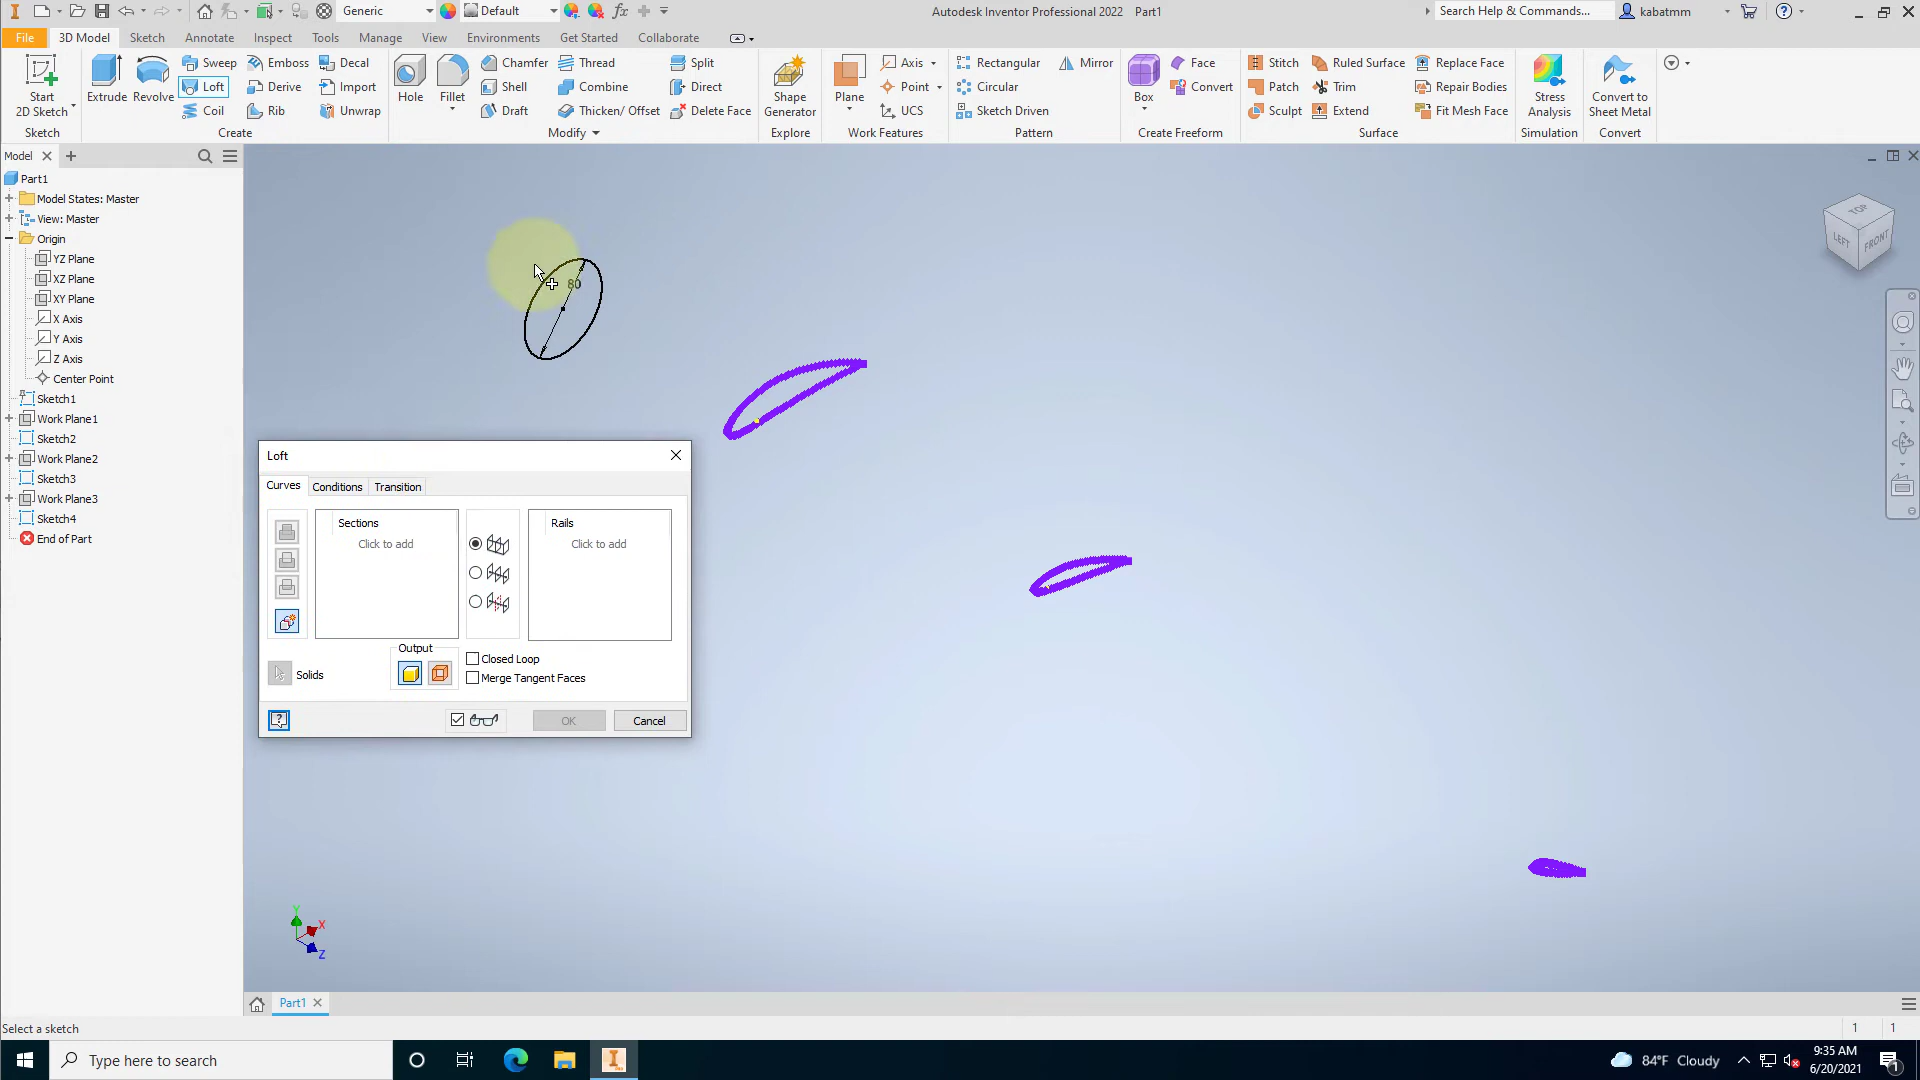 Generic
Default
Autodesk Inventor Professional 2022 Part1
Search Help & Commands...
kabatmm
File 3D Model Sketch Annotate Inspect Tools Manage View Environments Get Started Collaborate
Start 2D Sketch
Sketch
Extrude
Revolve
Sweep Emboss Decal
Loft Derive Import
Coil Rib Unwrap
Create
Hole
Fillet
Chamfer Thread Split
Shell Combine Direct
Draft Thicken/ Offset Delete Face
Modify
Shape Generator
Explore
Plane
Axis
Point
UCS
Work Features
Rectangular Mirror
Circular
Sketch Driven
Pattern
Box
Face
Convert
Create Freeform
Stitch Ruled Surface Replace Face
Patch Trim Repair Bodies
Sculpt Extend Fit Mesh Face
Surface
Stress Analysis
Simulation
Convert to Sheet Metal
Convert
Model
Part1
Model States: Master
View: Master
Origin
YZ Plane
XZ Plane
XY Plane
X Axis
Y Axis
Z Axis
Center Point
Sketch1
Work Plane1
Sketch2
Work Plane2
Sketch3
Work Plane3
Sketch4
End of Part
80
TOP
LEFT FRONT
Loft
Curves Conditions Transition
Sections Rails
Click to add Click to add
Output
Solids
Closed Loop
Merge Tangent Faces
OK Cancel
Y
X
Z
Part1
Select a sketch
1 1
Type here to search
84°F Cloudy
9:35 AM
6/20/2021
1